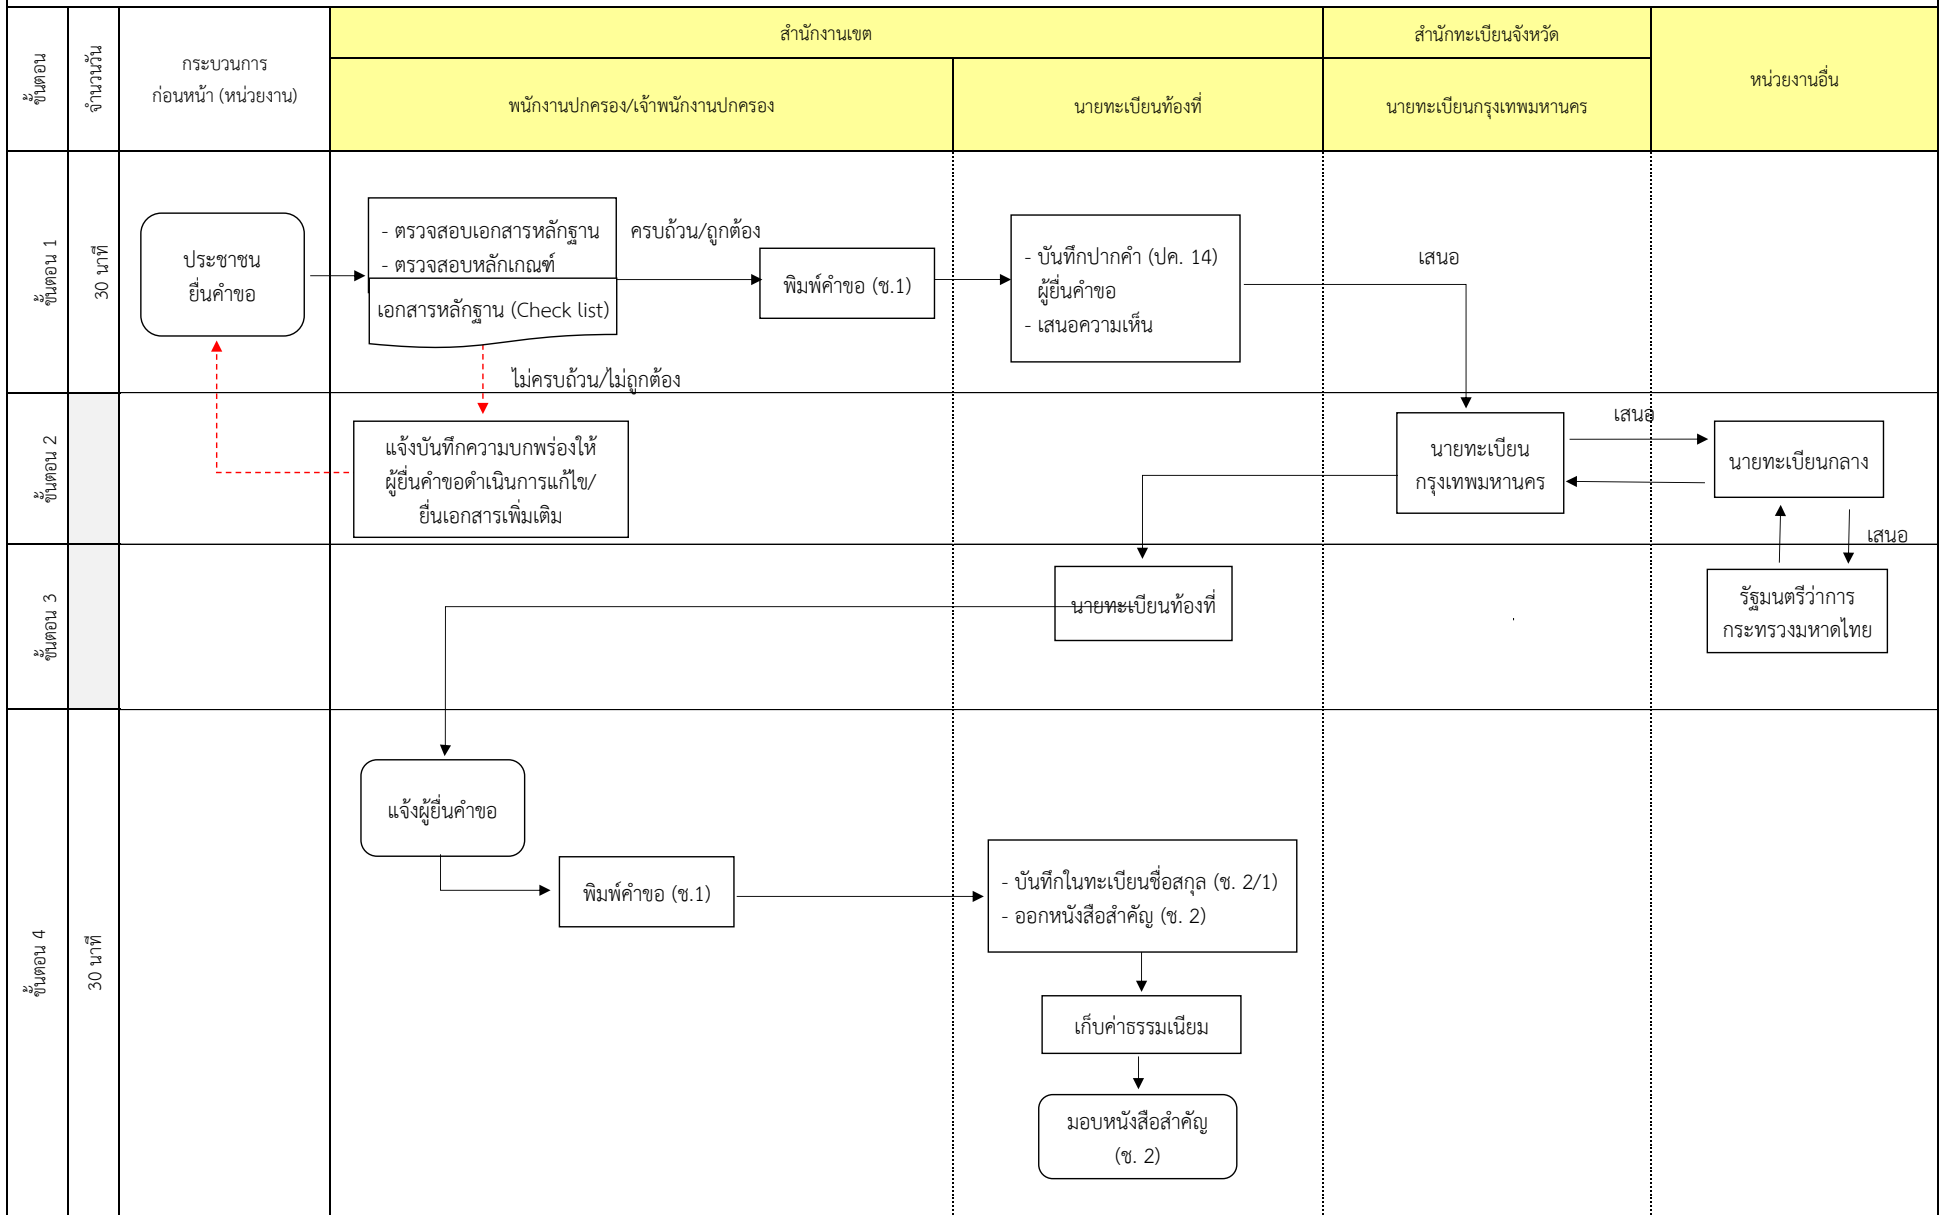 ขั้นตอน
จำนวนวัน
กระบวนการ
ก่อนหน้า (หน่วยงาน)
สำนักงานเขต
สำนักทะเบียนจังหวัด
หน่วยงานอื่น
พนักงานปกครอง/เจ้าพนักงานปกครอง
นายทะเบียนท้องที่
นายทะเบียนกรุงเทพมหานคร
ขั้นตอน 1
30 นาที
ประชาชน
ยื่นคำขอ
- ตรวจสอบเอกสารหลักฐาน
- ตรวจสอบหลักเกณฑ์
เอกสารหลักฐาน (Check list)
ครบถ้วน/ถูกต้อง
พิมพ์คำขอ (ช.1)
- บันทึกปากคำ (ปค. 14)
ผู้ยื่นคำขอ
- เสนอความเห็น
เสนอ
ไม่ครบถ้วน/ไม่ถูกต้อง
ขั้นตอน 2
แจ้งบันทึกความบกพร่องให้
ผู้ยื่นคำขอดำเนินการแก้ไข/
ยื่นเอกสารเพิ่มเติม
นายทะเบียน
กรุงเทพมหานคร
เสนอ
นายทะเบียนกลาง
เสนอ
ขั้นตอน 3
นายทะเบียนท้องที่
รัฐมนตรีว่าการ
กระทรวงมหาดไทย
ขั้นตอน 4
30 นาที
แจ้งผู้ยื่นคำขอ
พิมพ์คำขอ (ช.1)
- บันทึกในทะเบียนชื่อสกุล (ช. 2/1)
- ออกหนังสือสำคัญ (ช. 2)
เก็บค่าธรรมเนียม
มอบหนังสือสำคัญ
(ช. 2)